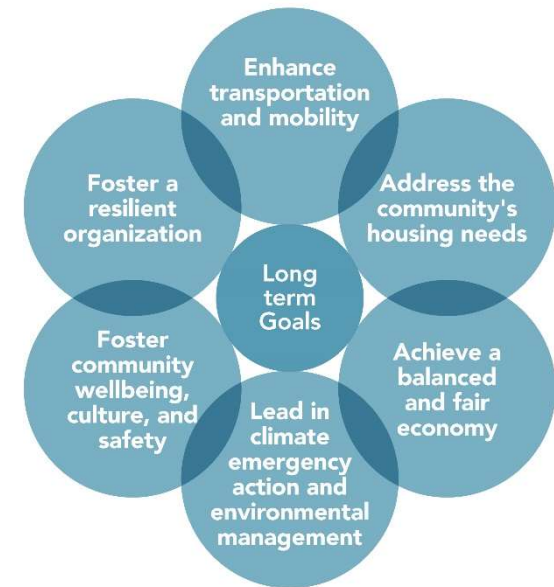 Enhance
transportation
and mobility
Address the
community's
housing needs
Achieve a
balanced
and fair
economy
Lead in
climate
emergency
action and
environmental
management
Foster
community
wellbeing,
culture, and
safety
Foster a
resilient
organization
Long
term
Goals